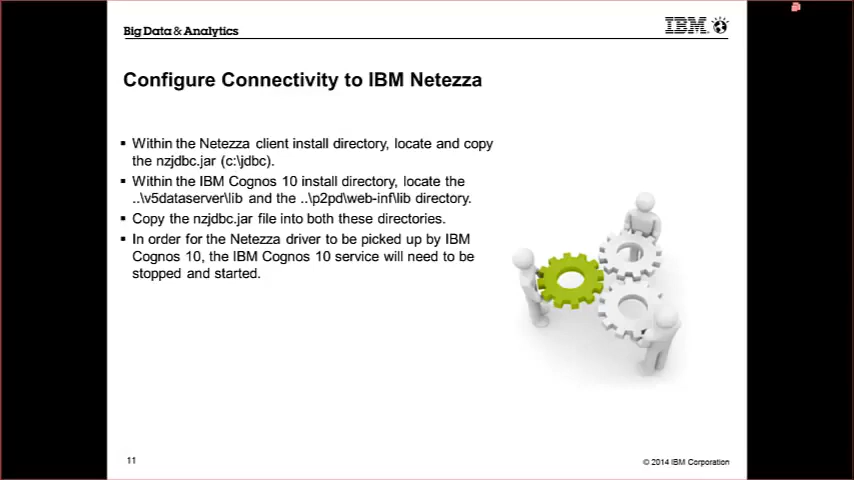 Big Data & Analytics
IBM
Configure Connectivity to IBM Netezza
▪ Within the Netezza client install directory, locate and copy
the nzjdbc.jar (c:\jdbc).
▪ Within the IBM Cognos 10 install directory, locate the
..\v5dataserver\lib and the ..\p2pd\web-inf\lib directory.
▪ Copy the nzjdbc.jar file into both these directories.
▪ In order for the Netezza driver to be picked up by IBM
Cognos 10, the IBM Cognos 10 service will need to be
stopped and started.
11
© 2014 IBM Corporation